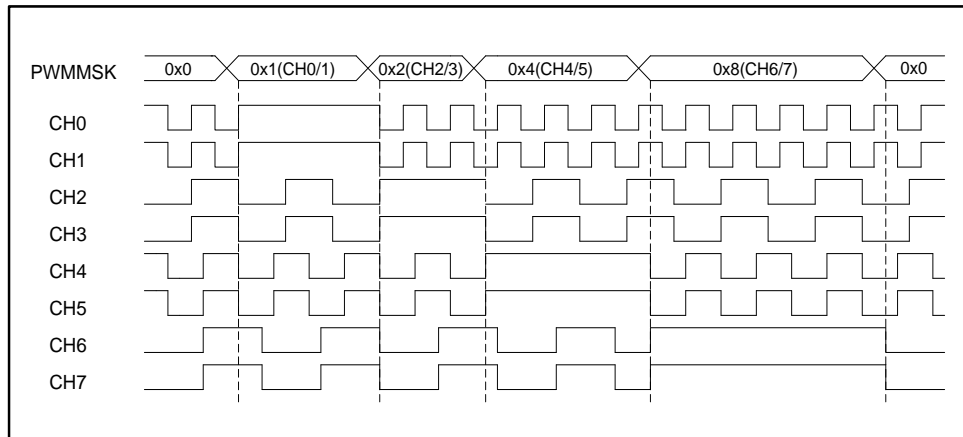 PWMMSK 0x0 0x1(CH0/1) 0x2(CH2/3) 0x4(CH4/5) 0x8(CH6/7) 0x0
CH0
CH1
CH2
CH3
CH4
CH5
CH6
CH7